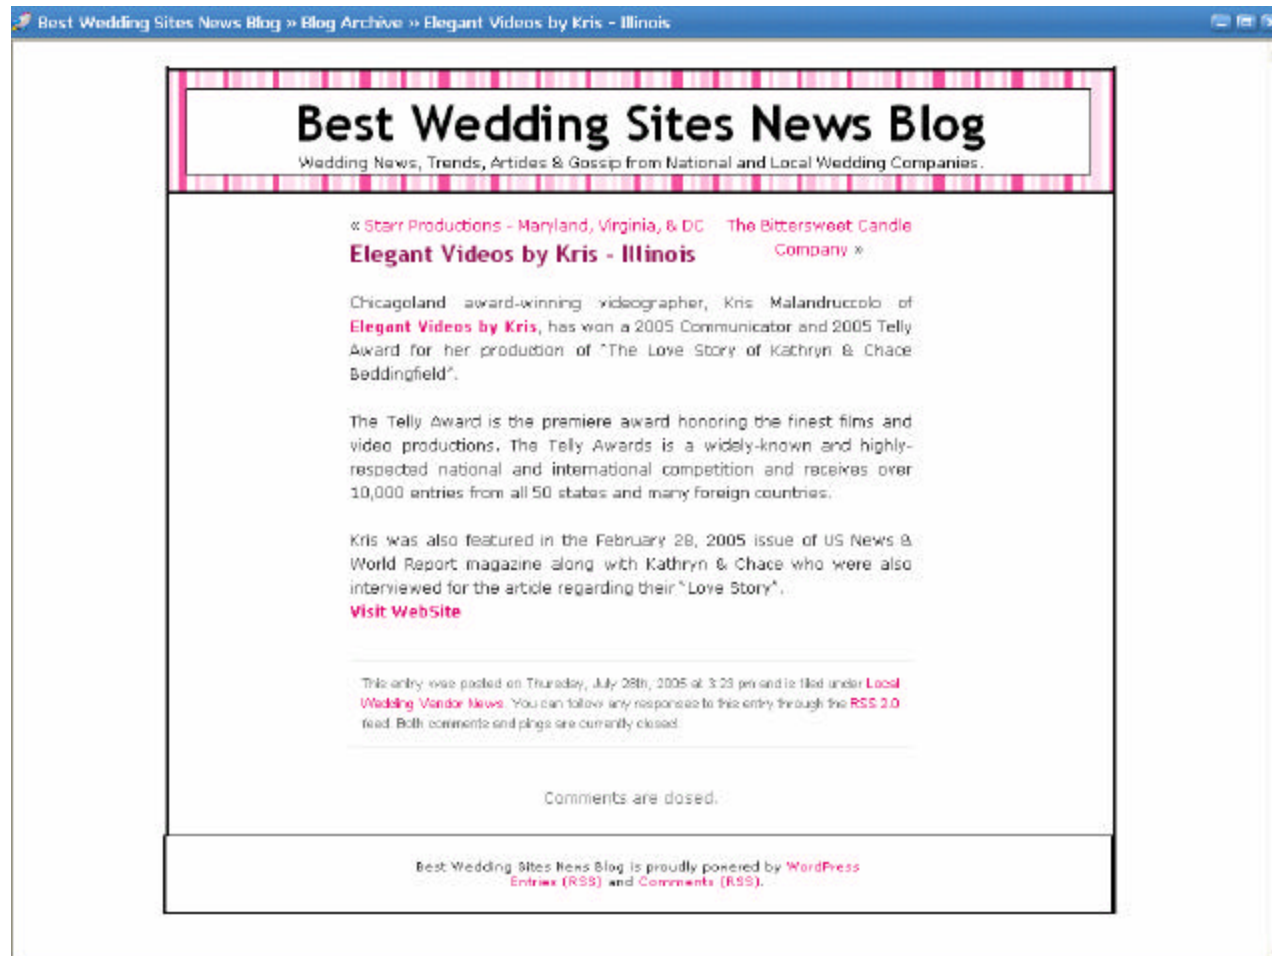 Best Wedding Sites News Blog » Blog Archive » Elegant Videos by Kris - Illinois
Best Wedding Sites News Blog
Wedding News, Trends, Articles & Gossip from National and Local Wedding Companies.
« Starr Productions - Maryland, Virginia, & DC
The Bittersweet Candle
Company »
Elegant Videos by Kris - Illinois
Chicagoland award-winning videographer, Kris Malandruccolo of
Elegant Videos by Kris, has won a 2005 Communicator and 2005 Telly
Award for her production of "The Love Story of Kathryn & Chace
Beddingfield".
The Telly Award is the premiere award honoring the finest films and
video productions. The Telly Awards is a widely-known and highly-
respected national and international competition and receives over
10,000 entries from all 50 states and many foreign countries.
Kris was also featured in the February 28, 2005 issue of US News &
World Report magazine along with Kathryn & Chace who were also
interviewed for the article regarding their "Love Story".
Visit WebSite
This entry was posted on Thursday, July 28th, 2005 at 3:23 pm and is filed under Local
Wedding Vendor News. You can follow any responses to this entry through the RSS 2.0
feed. Both comments and pings are currently closed.
Comments are closed.
Best Wedding Sites News Blog is proudly powered by WordPress
Entries (RSS) and Comments (RSS).